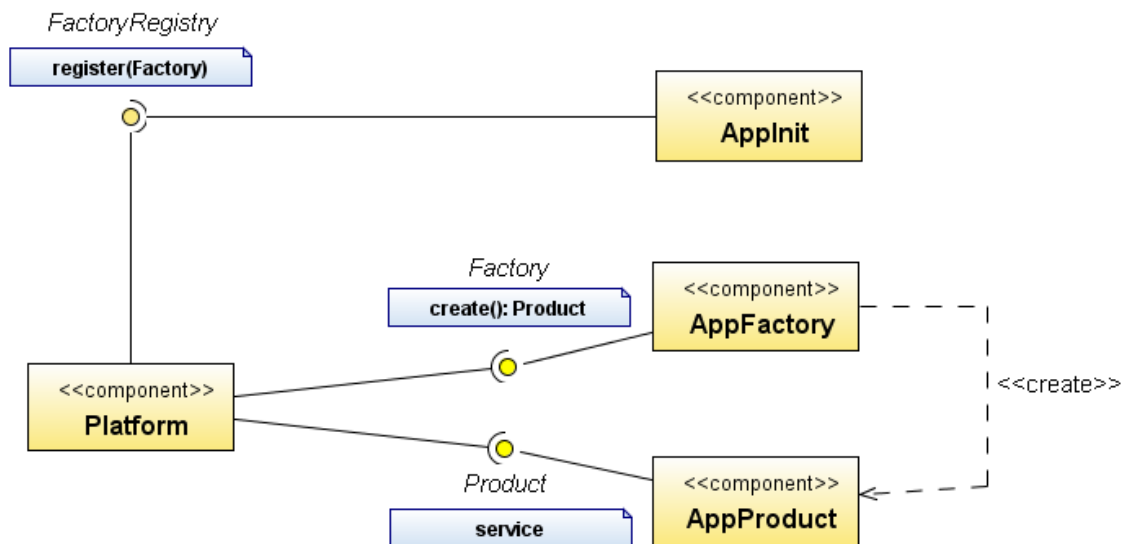 FactoryRegistry
register(Factory)
<<component>>
AppInit
Factory
create(): Product
<<component>>
AppFactory
<<create>>
<<component>>
Platform
Product
service
<<component>>
AppProduct